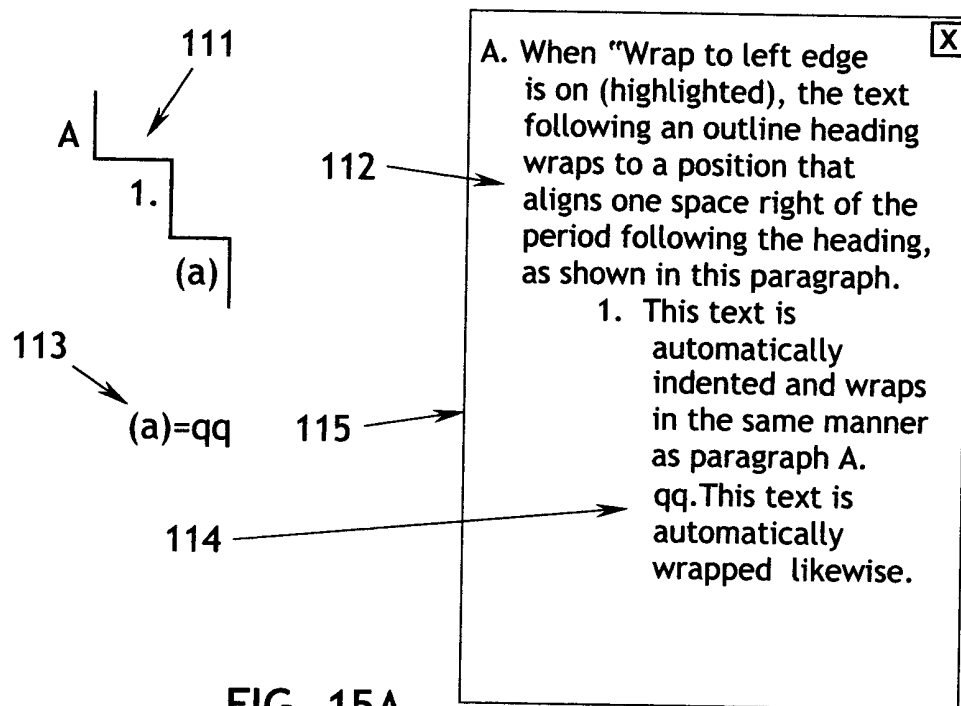 111
A
1.
(a)
112
113
(a)=qq
115
114
X
A. When “Wrap to left edge
is on (highlighted), the text
following an outline heading
wraps to a position that
aligns one space right of the
period following the heading,
as shown in this paragraph.
1. This text is
automatically
indented and wraps
in the same manner
as paragraph A.
qq.This text is
automatically
wrapped likewise.
FIG. 15A